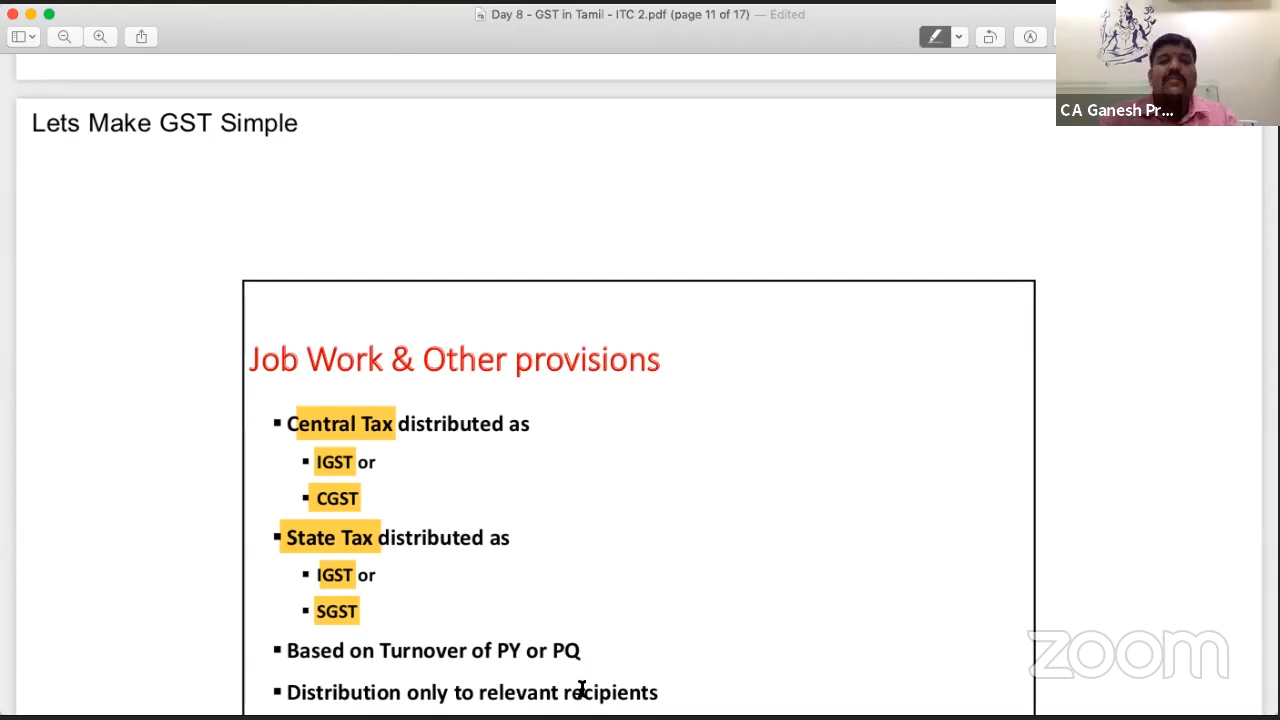 Day 8 - GST in Tamil - ITC 2.pdf (page 11 of 17) — Edited
CA Ganesh Pr...
Lets Make GST Simple
Job Work & Other provisions
▪ Central Tax distributed as
▪ IGST or
▪ CGST
▪ State Tax distributed as
▪ IGST or
▪ SGST
▪ Based on Turnover of PY or PQ
▪ Distribution only to relevant recipients
zoom